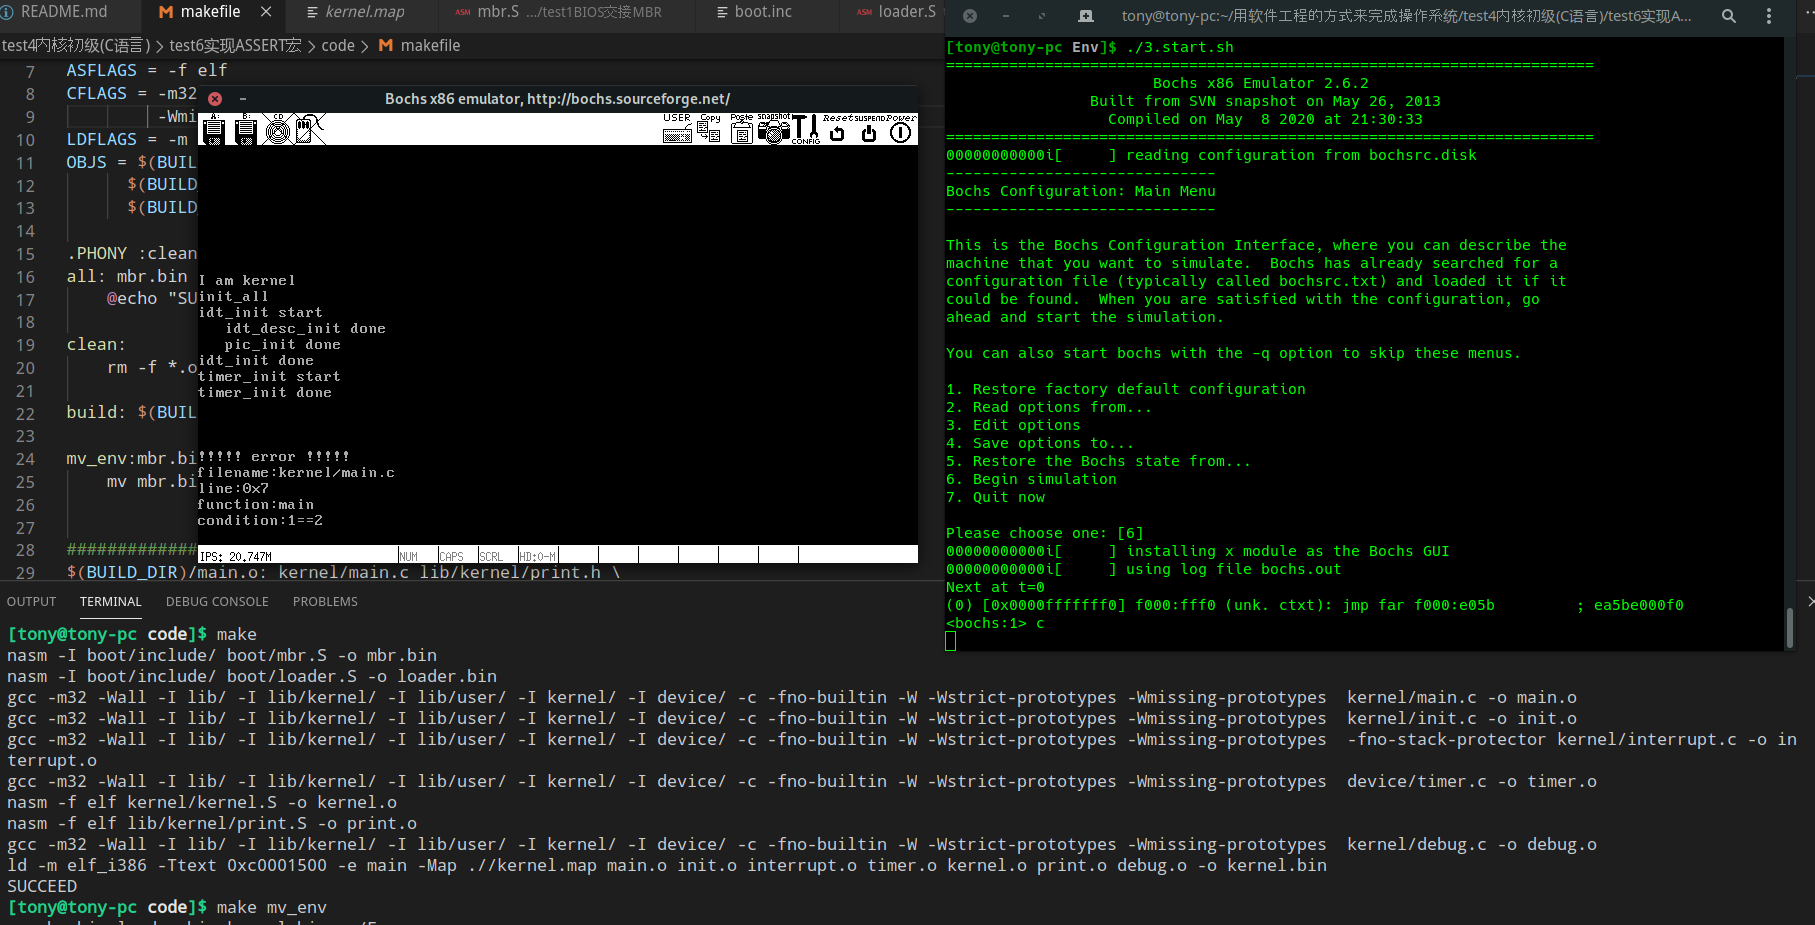 README.md
makefile
kernel.map
ASM mbr.S .../test1BIOS交接MBR
boot.inc
ASM loader.S
test4内核初级(C语言) > test6实现ASSERT宏 > code > makefile
7 ASFLAGS = -f elf
8 CFLAGS = -m32
9 -Wmi
10 LDFLAGS = -m
11 OBJS = $(BUIL
12 $(BUILD
13 $(BUILD
14
15 .PHONY :clean
16 all: mbr.bin
17 @echo "SU
18
19 clean:
20 rm -f *.o
21
22 build: $(BUIL
23
24 mv_env:mbr.bi
25 mv mbr.bi
26
27
28 #############
29 $(BUILD_DIR)/main.o: kernel/main.c lib/kernel/print.h \
Bochs x86 emulator, http://bochs.sourceforge.net/
A: B: CD USER Copy Paste snapshot CONFIG Reset SUSPEND Power
I am kernel
init_all
idt_init start
idt_desc_init done
pic_init done
idt_init done
timer_init start
timer_init done
!!!!! error !!!!!
filename:kernel/main.c
line:0x7
function:main
condition:1==2
IPS: 20.747M NUM CAPS SCRL HD:0-M
tony@tony-pc:~/用软件工程的方式来完成操作系统/test4内核初级(C语言)/test6实现A...
[tony@tony-pc Env]$ ./3.start.sh
========================================================================
Bochs x86 Emulator 2.6.2
Built from SVN snapshot on May 26, 2013
Compiled on May  8 2020 at 21:30:33
========================================================================
00000000000i[      ] reading configuration from bochsrc.disk
------------------------------
Bochs Configuration: Main Menu
------------------------------
This is the Bochs Configuration Interface, where you can describe the
machine that you want to simulate.  Bochs has already searched for a
configuration file (typically called bochsrc.txt) and loaded it if it
could be found.  When you are satisfied with the configuration, go
ahead and start the simulation.
You can also start bochs with the -q option to skip these menus.
1. Restore factory default configuration
2. Read options from...
3. Edit options
4. Save options to...
5. Restore the Bochs state from...
6. Begin simulation
7. Quit now
Please choose one: [6]
00000000000i[      ] installing x module as the Bochs GUI
00000000000i[      ] using log file bochs.out
Next at t=0
(0) [0x0000fffffff0] f000:fff0 (unk. ctxt): jmp far f000:e05b         ; ea5be000f0
<bochs:1> c
OUTPUT TERMINAL DEBUG CONSOLE PROBLEMS
[tony@tony-pc code]$ make
nasm -I boot/include/ boot/mbr.S -o mbr.bin
nasm -I boot/include/ boot/loader.S -o loader.bin
gcc -m32 -Wall -I lib/ -I lib/kernel/ -I lib/user/ -I kernel/ -I device/ -c -fno-builtin -W -Wstrict-prototypes -Wmissing-prototypes  kernel/main.c -o main.o
gcc -m32 -Wall -I lib/ -I lib/kernel/ -I lib/user/ -I kernel/ -I device/ -c -fno-builtin -W -Wstrict-prototypes -Wmissing-prototypes  kernel/init.c -o init.o
gcc -m32 -Wall -I lib/ -I lib/kernel/ -I lib/user/ -I kernel/ -I device/ -c -fno-builtin -W -Wstrict-prototypes -Wmissing-prototypes  -fno-stack-protector kernel/interrupt.c -o in
terrupt.o
gcc -m32 -Wall -I lib/ -I lib/kernel/ -I lib/user/ -I kernel/ -I device/ -c -fno-builtin -W -Wstrict-prototypes -Wmissing-prototypes  device/timer.c -o timer.o
nasm -f elf kernel/kernel.S -o kernel.o
nasm -f elf lib/kernel/print.S -o print.o
gcc -m32 -Wall -I lib/ -I lib/kernel/ -I lib/user/ -I kernel/ -I device/ -c -fno-builtin -W -Wstrict-prototypes -Wmissing-prototypes  kernel/debug.c -o debug.o
ld -m elf_i386 -Ttext 0xc0001500 -e main -Map .//kernel.map main.o init.o interrupt.o timer.o kernel.o print.o debug.o -o kernel.bin
SUCCEED
[tony@tony-pc code]$ make mv_env